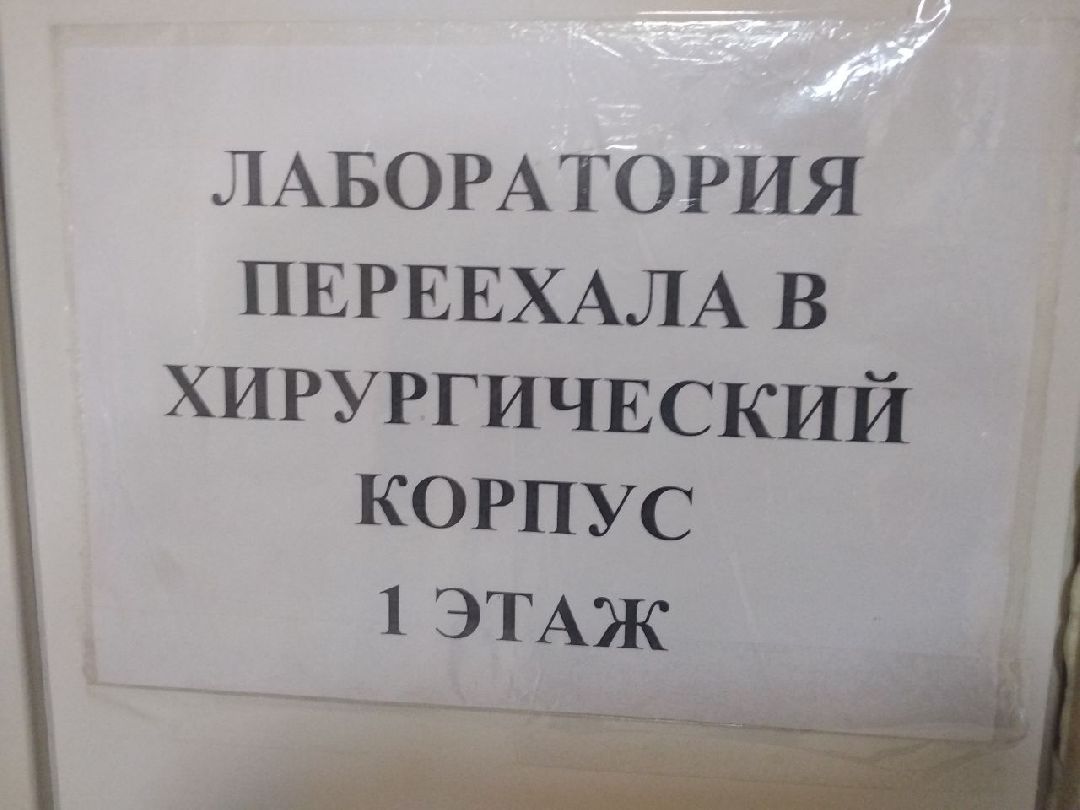 ЛАБОРАТОРИЯ
ПЕРЕЕХАЛА В
ХИРУРГИЧЕСКИЙ
КОРПУС
1 ЭТАЖ